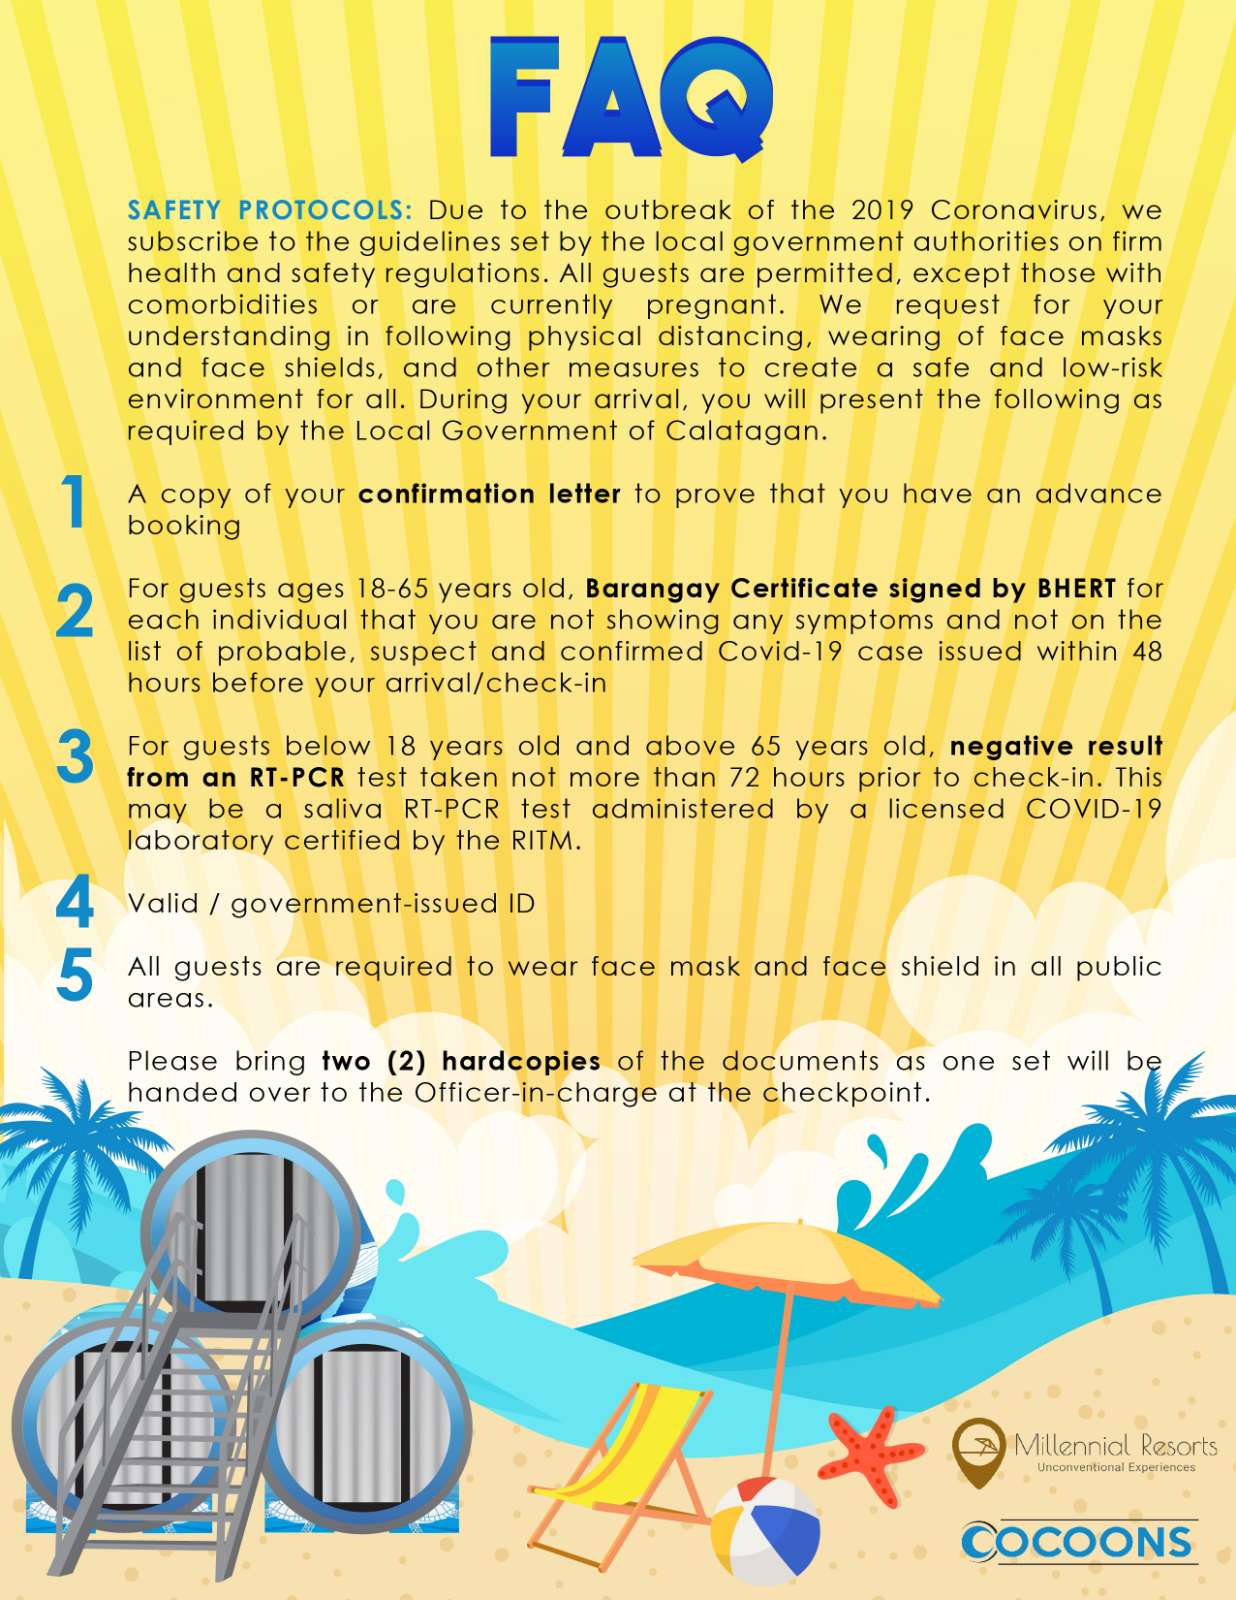 FAQ
SAFETY PROTOCOLS: Due to the outbreak of the 2019 Coronavirus, we
subscribe to the guidelines set by the local government authorities on firm
health and safety regulations. All guests are permitted, except those with
comorbidities or are currently pregnant. We request for your
understanding in following physical distancing, wearing of face masks
and face shields, and other measures to create a safe and low-risk
environment for all. During your arrival, you will present the following as
required by the Local Government of Calatagan.
1 A copy of your confirmation letter to prove that you have an advance
booking
2 For guests ages 18-65 years old, Barangay Certificate signed by BHERT for
each individual that you are not showing any symptoms and not on the
list of probable, suspect and confirmed Covid-19 case issued within 48
hours before your arrival/check-in
3 For guests below 18 years old and above 65 years old, negative result
from an RT-PCR test taken not more than 72 hours prior to check-in. This
may be a saliva RT-PCR test administered by a licensed COVID-19
laboratory certified by the RITM.
4 Valid / government-issued ID
5 All guests are required to wear face mask and face shield in all public
areas.
Please bring two (2) hardcopies of the documents as one set will be
handed over to the Officer-in-charge at the checkpoint.
Millennial Resorts
Unconventional Experiences
COCOONS